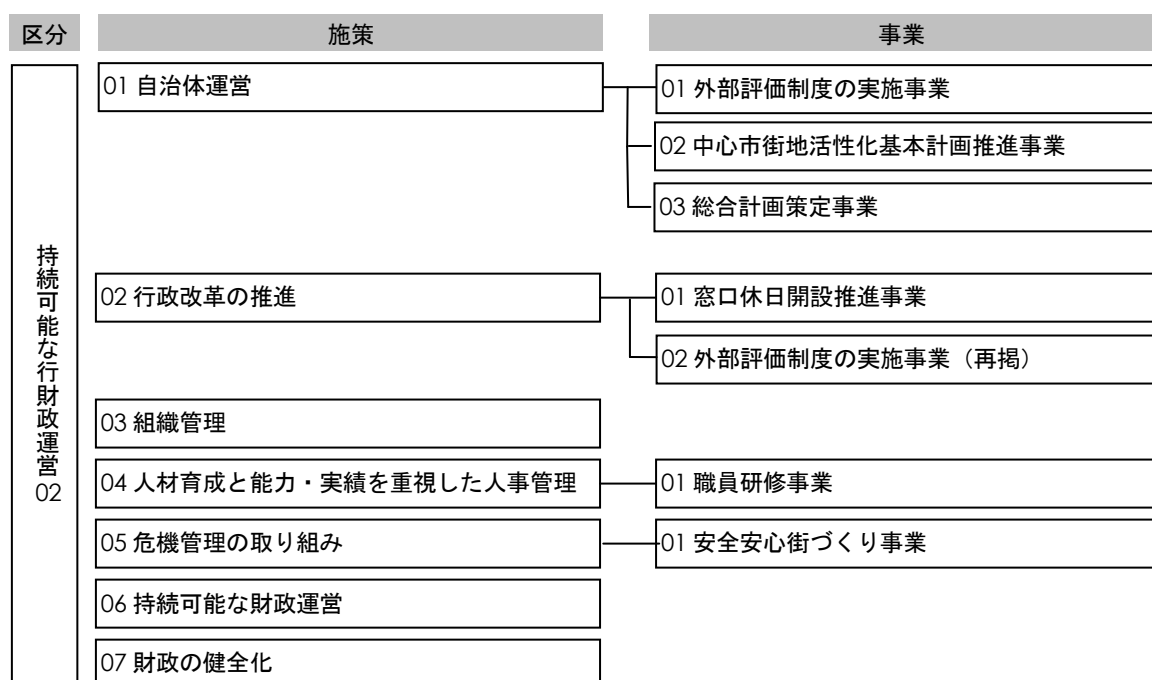 区分
施策
事業
持続可能な行財政運営 02
01 自治体運営
01 外部評価制度の実施事業
02 中心市街地活性化基本計画推進事業
03 総合計画策定事業
02 行政改革の推進
01 窓口休日開設推進事業
02 外部評価制度の実施事業（再掲）
03 組織管理
04 人材育成と能力・実績を重視した人事管理
01 職員研修事業
05 危機管理の取り組み
01 安全安心街づくり事業
06 持続可能な財政運営
07 財政の健全化